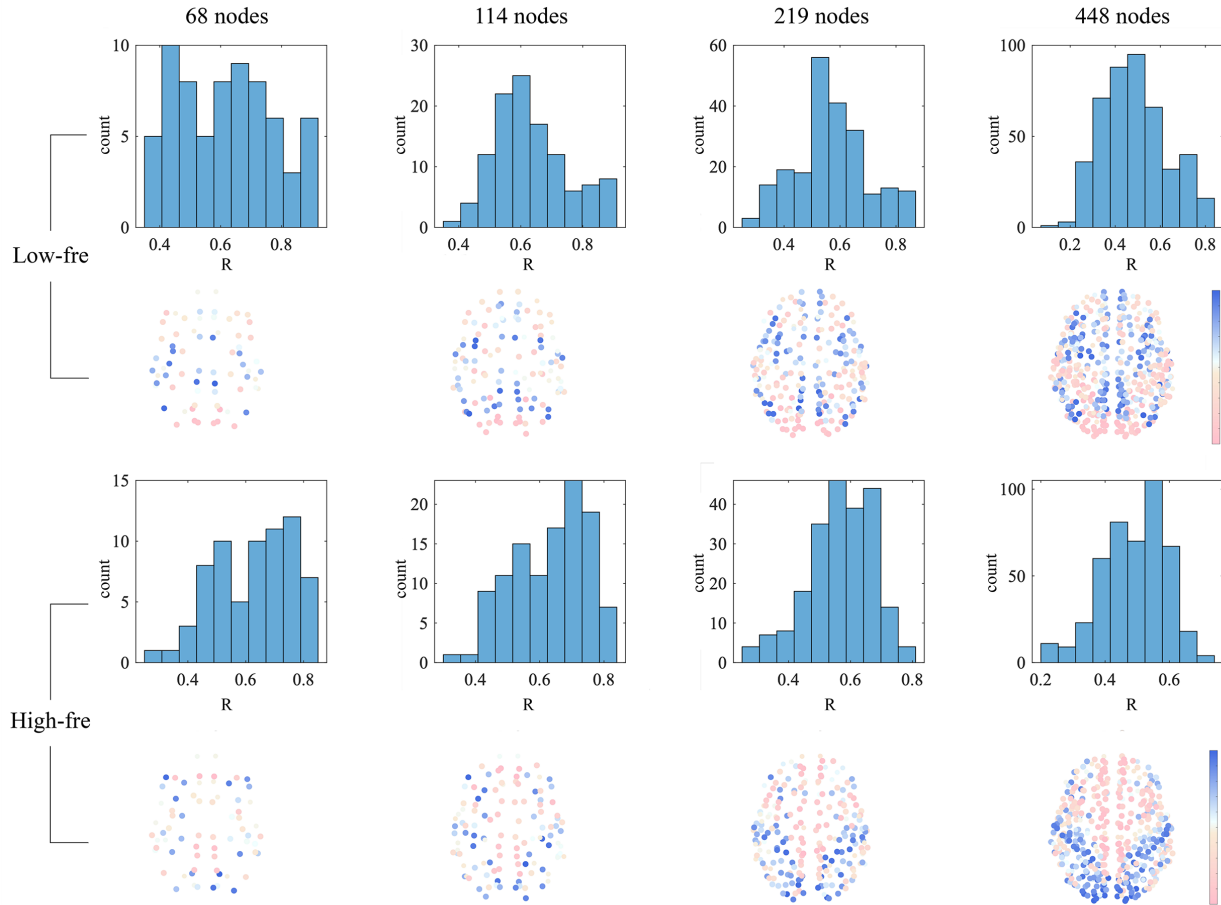 68 nodes 114 nodes 219 nodes 448 nodes
10 30 60 100
count 5 count 20 10 count 40 20 count 50
0 0 0 0
0.4 0.6 0.8 0.4 0.6 0.8 0.4 0.6 0.8 0.2 0.4 0.6 0.8
R R R R
Low-fre
15 20 40 100
count 10 5 count 10 count 30 20 10 count 50
0 0 0 0
0.4 0.6 0.8 0.4 0.6 0.8 0.4 0.6 0.8 0.2 0.4 0.6
R R R R
High-fre